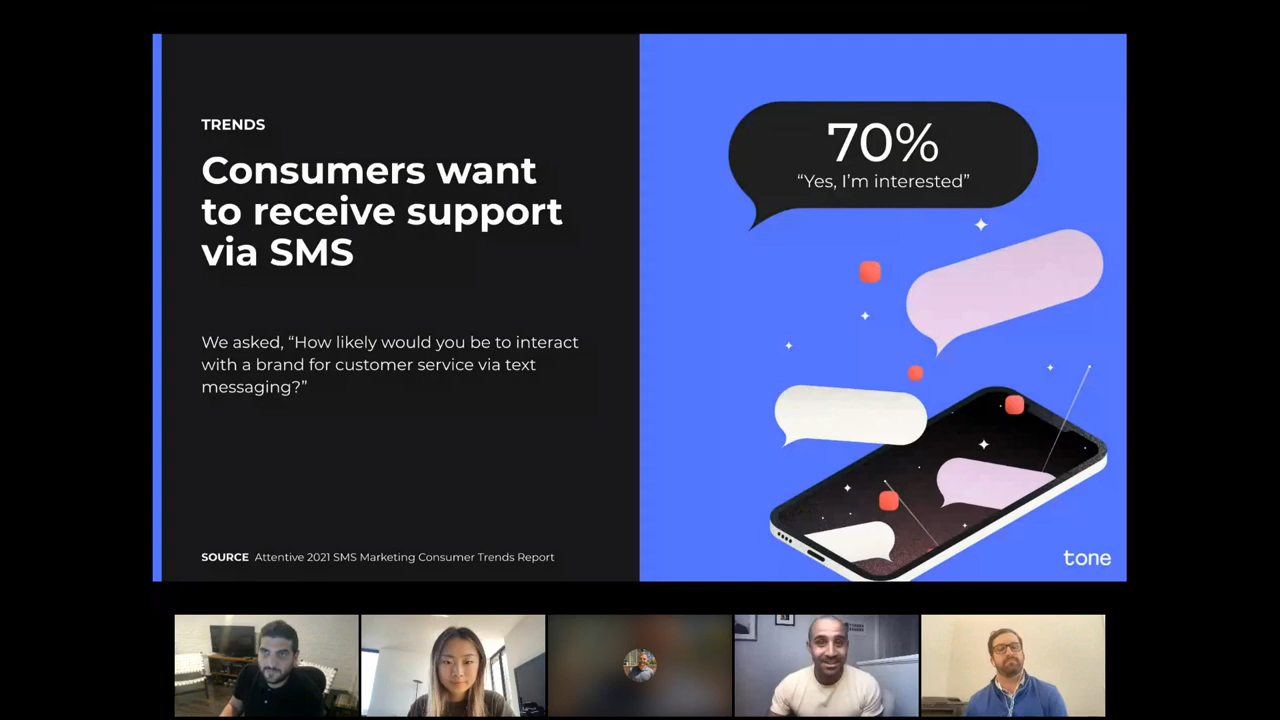 TRENDS
Consumers want
to receive support
via SMS
We asked, “How likely would you be to interact
with a brand for customer service via text
messaging?”
SOURCE Attentive 2021 SMS Marketing Consumer Trends Report
70%
“Yes, I’m interested”
tone